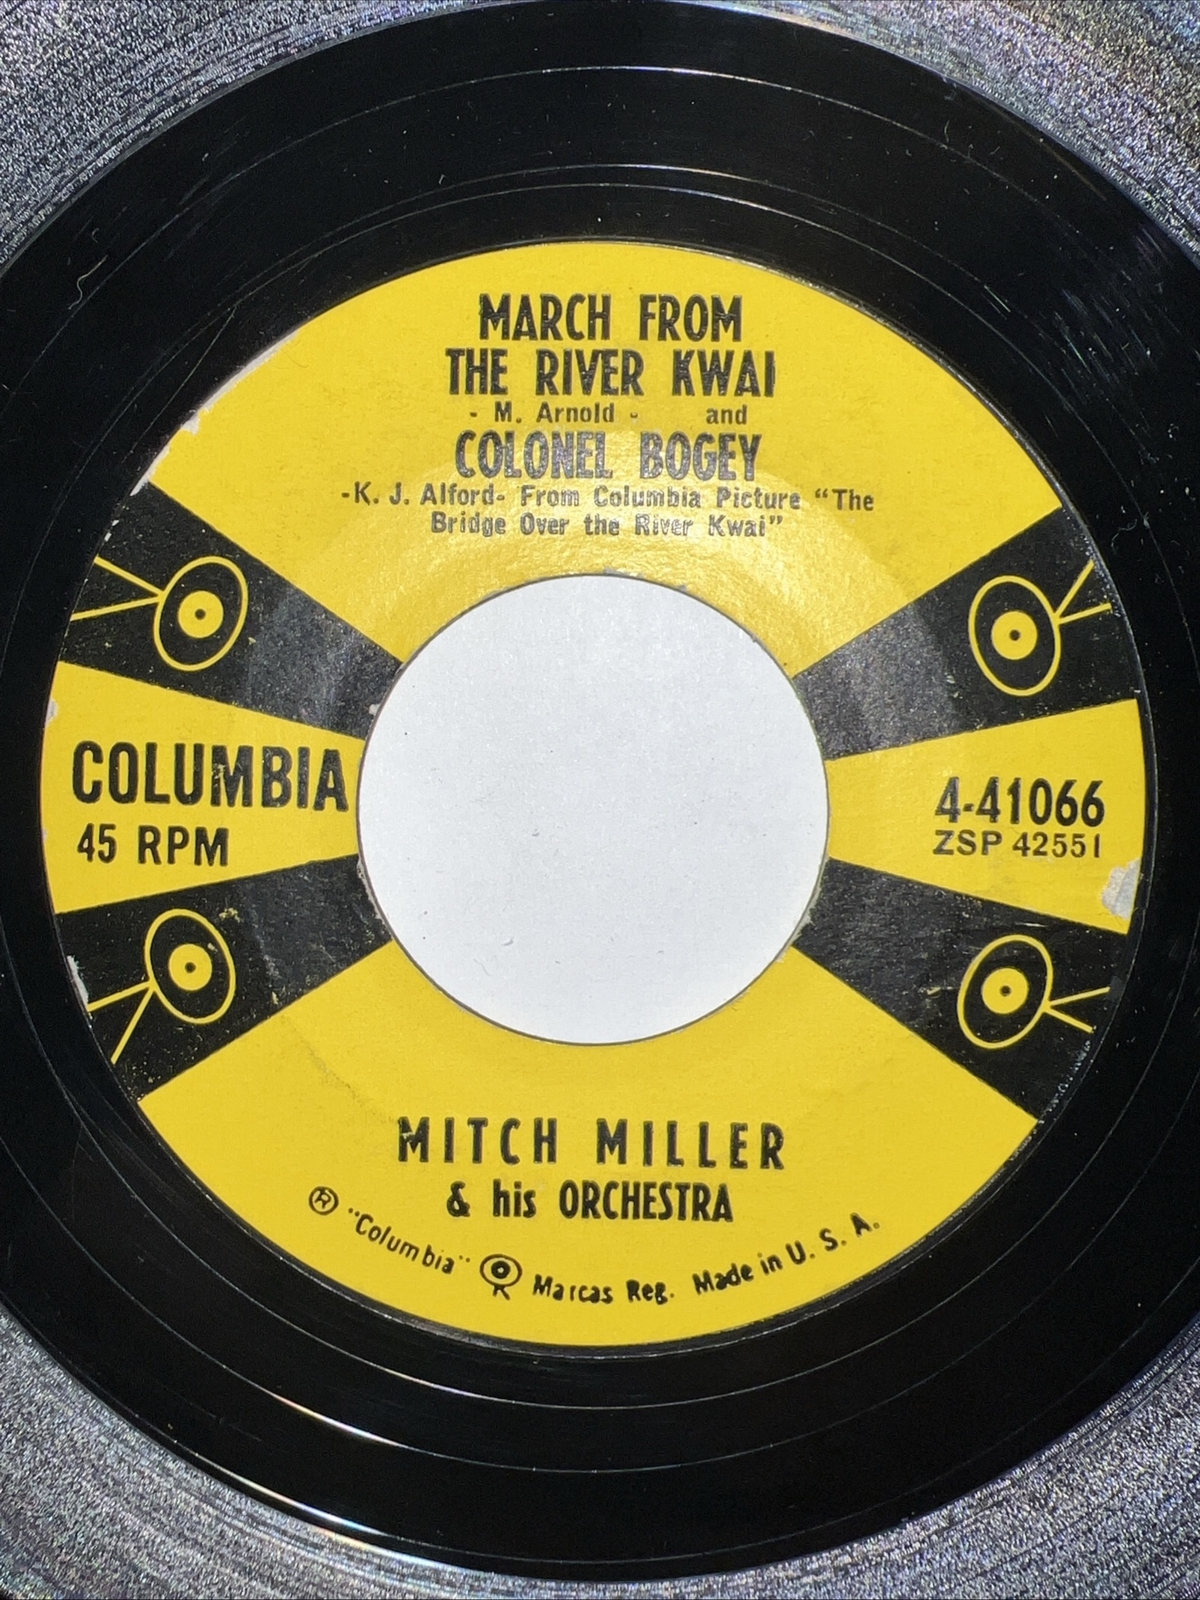 MARCH FROM
THE RIVER KWAI
- M. Arnold - and
COLONEL BOGEY
-K. J. Alford- From Columbia Picture “The
Bridge Over the River Kwai”
COLUMBIA
45 RPM
4-41066
ZSP 42551
MITCH MILLER
& his ORCHESTRA
® "Columbia" Marcas Reg. Made in U. S. A.